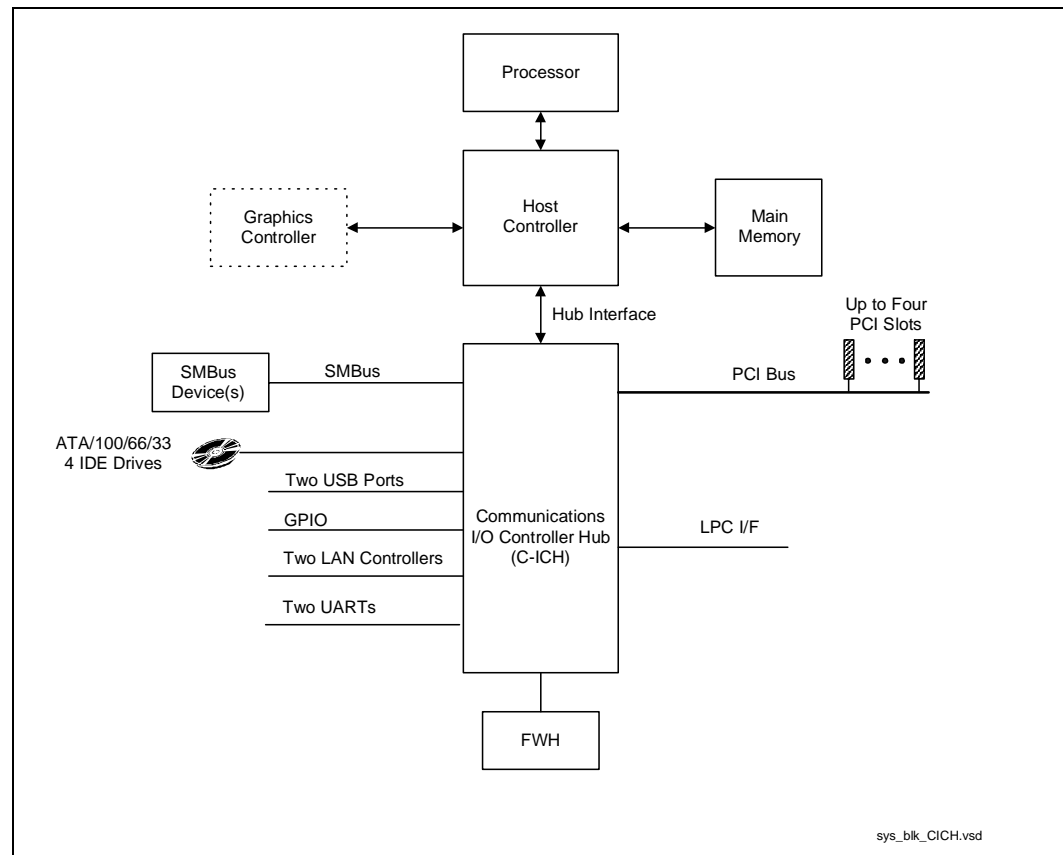 Processor
Graphics
Controller
Host
Controller
Main
Memory
Hub Interface
Up to Four
PCI Slots
SMBus
Device(s)
SMBus
PCI Bus
ATA/100/66/33
4 IDE Drives
Two USB Ports
GPIO
Two LAN Controllers
Two UARTs
Communications
I/O Controller Hub
(C-ICH)
LPC I/F
FWH
sys_blk_CICH.vsd